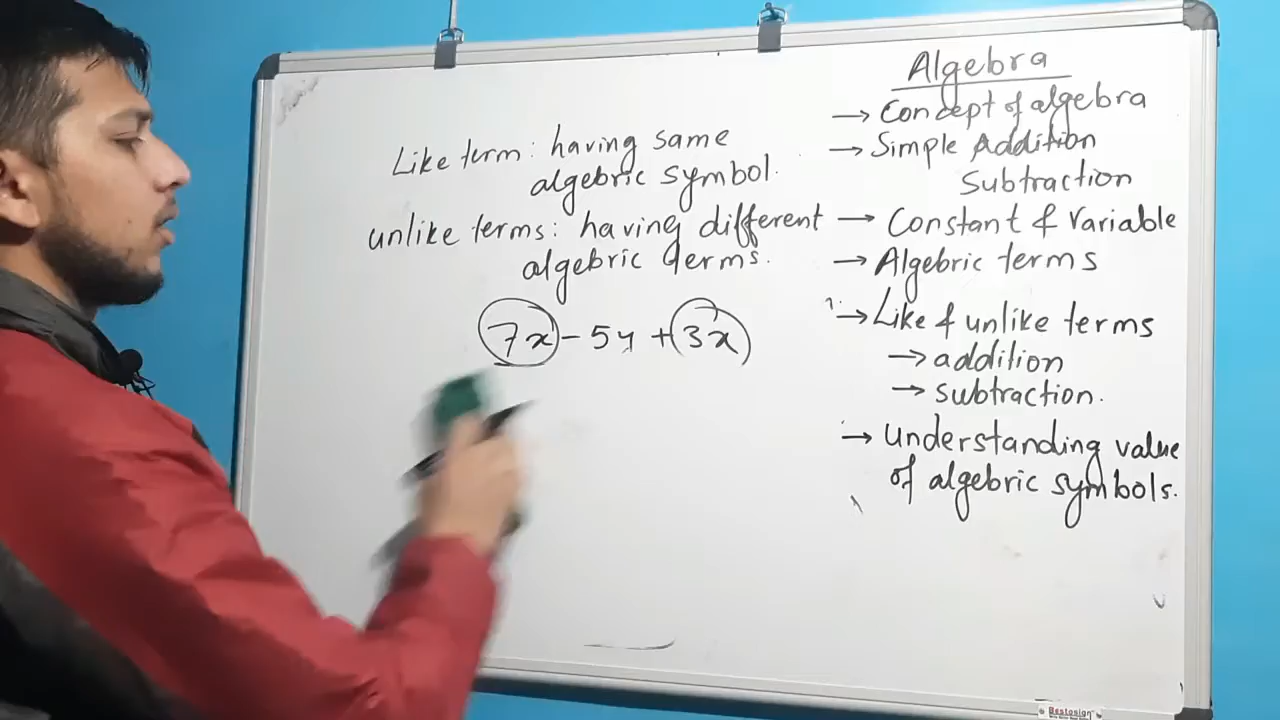 Like term: having same
algebric symbol.
unlike terms: having different
algebric terms.
7x - 5y + 3x
Algebra
→ Concept of algebra
→ Simple Addition
Subtraction
→ Constant & Variable
→ Algebric terms
→ Like & unlike terms
→ addition
→ subtraction.
→ Understanding value
of algebric symbols.